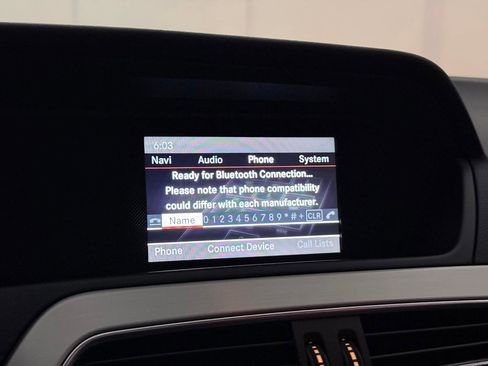 6:03
Navi Audio Phone System
Ready for Bluetooth Connection...
Please note that phone compatibility
could differ with each manufacturer.
Name 0 1 2 3 4 5 6 7 8 9 * # + CLR
Phone Connect Device Call Lists